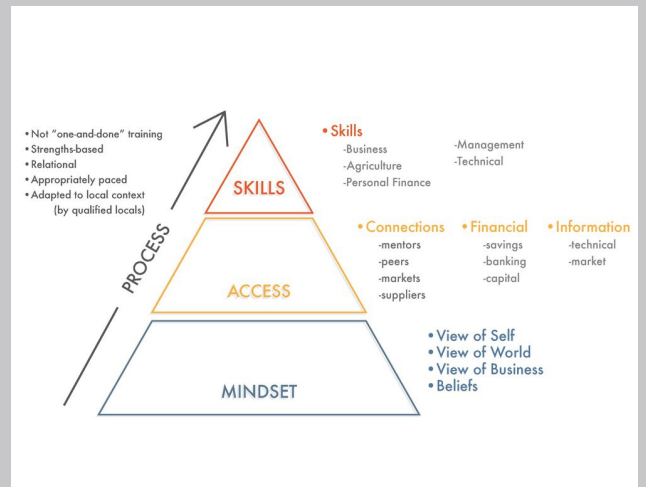 • Not "one-and-done" training
• Strengths-based
• Relational
• Appropriately paced
• Adapted to local context
(by qualified locals)
PROCESS
SKILLS
• Skills
-Business
-Agriculture
-Personal Finance
-Management
-Technical
ACCESS
• Connections
-mentors
-peers
-markets
-suppliers
• Financial
-savings
-banking
-capital
• Information
-technical
-market
MINDSET
• View of Self
• View of World
• View of Business
• Beliefs